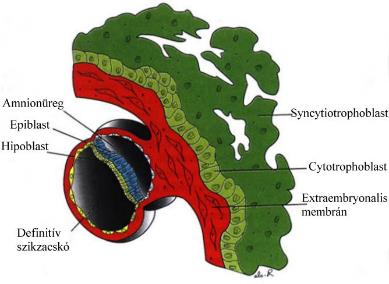 Amnionüreg
Epiblast
Hipoblast
Definitív
szikzacskó
Syncytiotrophoblast
Cytotrophoblast
Extraembryonalis
membrán